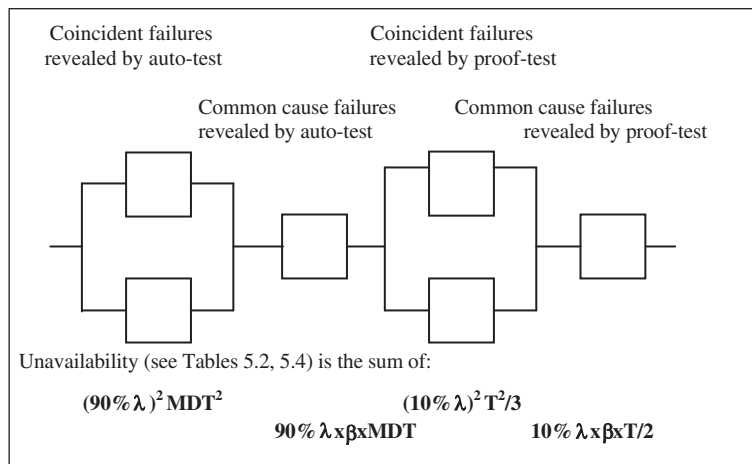 Coincident failures
revealed by auto-test
Coincident failures
revealed by proof-test
Common cause failures
revealed by auto-test
Common cause failures
revealed by proof-test
Unavailability (see Tables 5.2, 5.4) is the sum of:
(90% λ)² MDT²
(10% λ)² T²/3
90% λxβxMDT
10% λxβxT/2